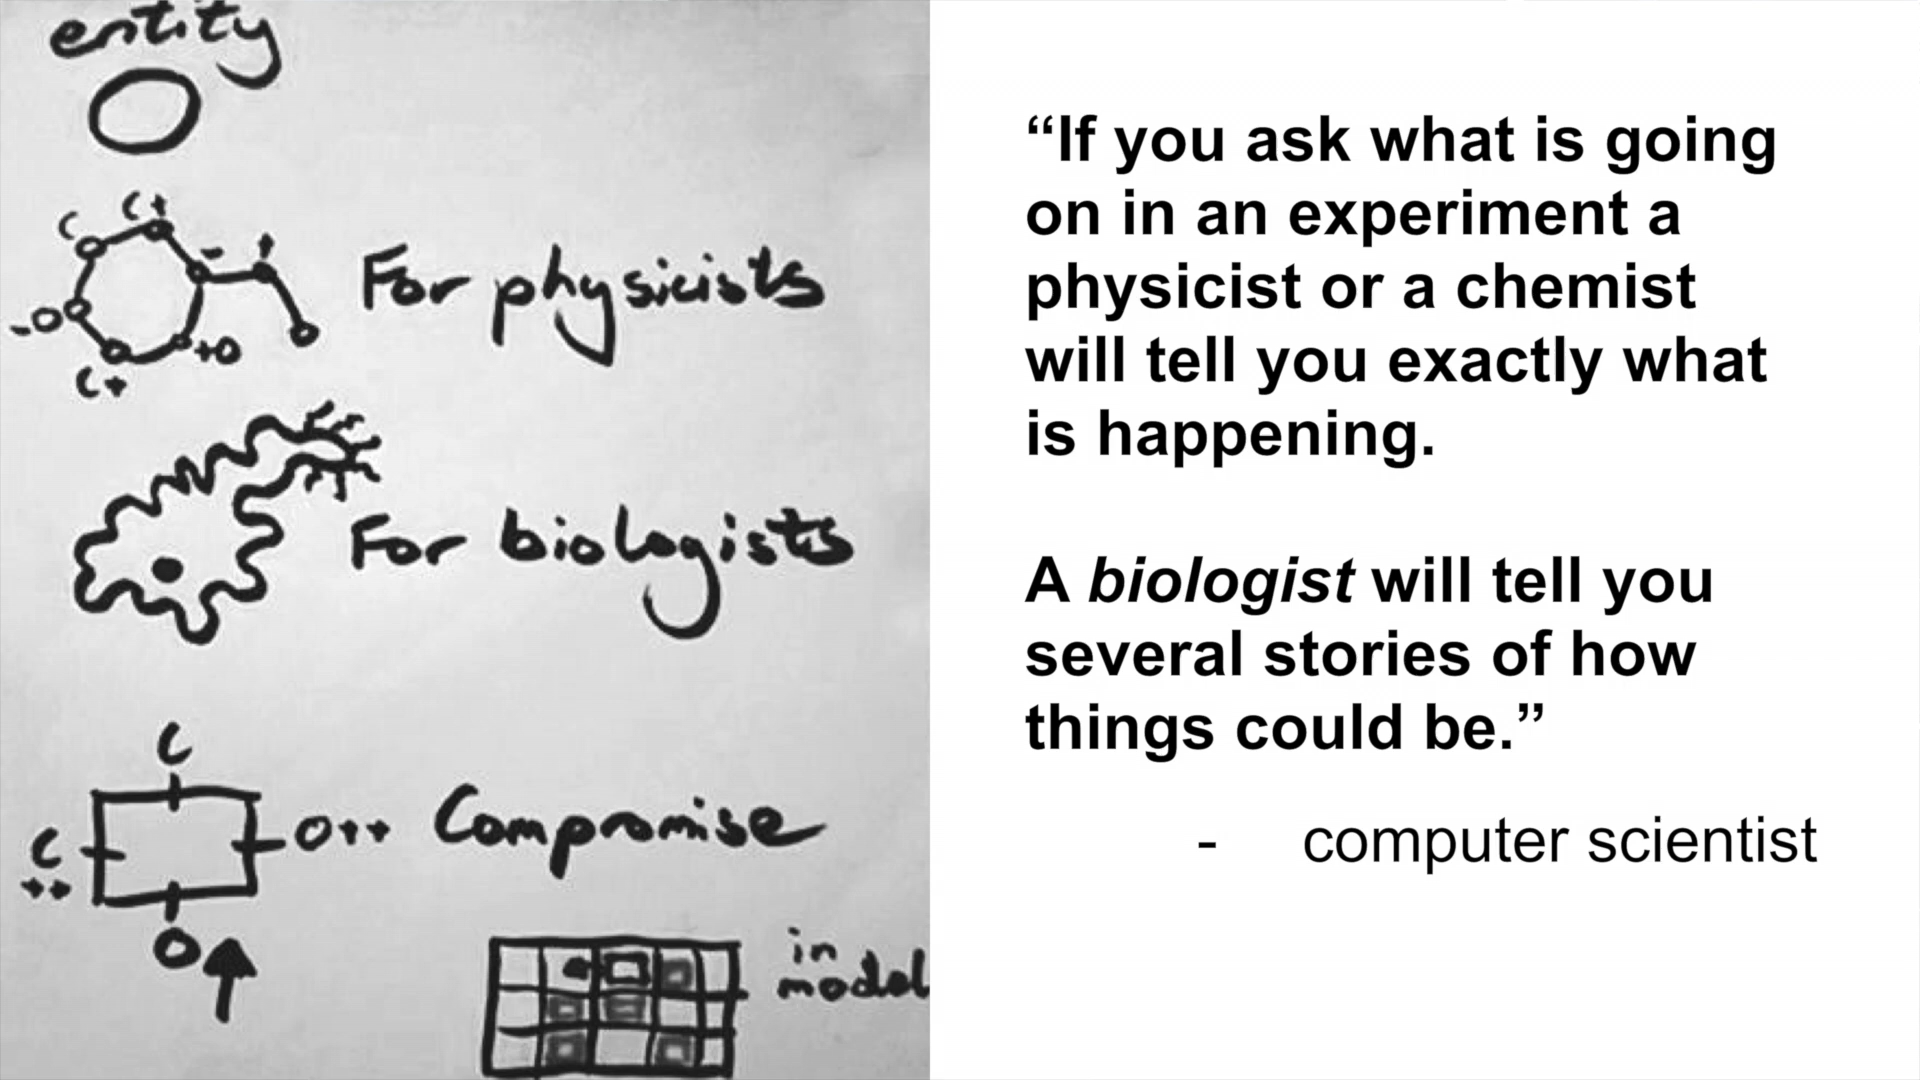 entity
C C+
- +
-O +O
C+
For physicists
For biologists
C
C O++ Compromise
++
O
in
model
“If you ask what is going
on in an experiment a
physicist or a chemist
will tell you exactly what
is happening.
A biologist will tell you
several stories of how
things could be.”
- computer scientist